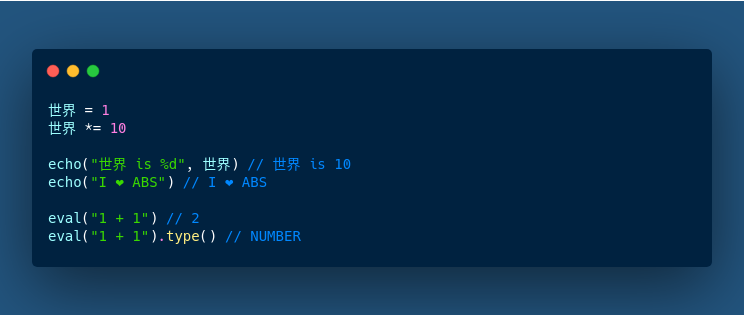 世界 = 1
世界 *= 10
echo("世界 is %d", 世界) // 世界 is 10
echo("I ❤ ABS") // I ❤ ABS
eval("1 + 1") // 2
eval("1 + 1").type() // NUMBER